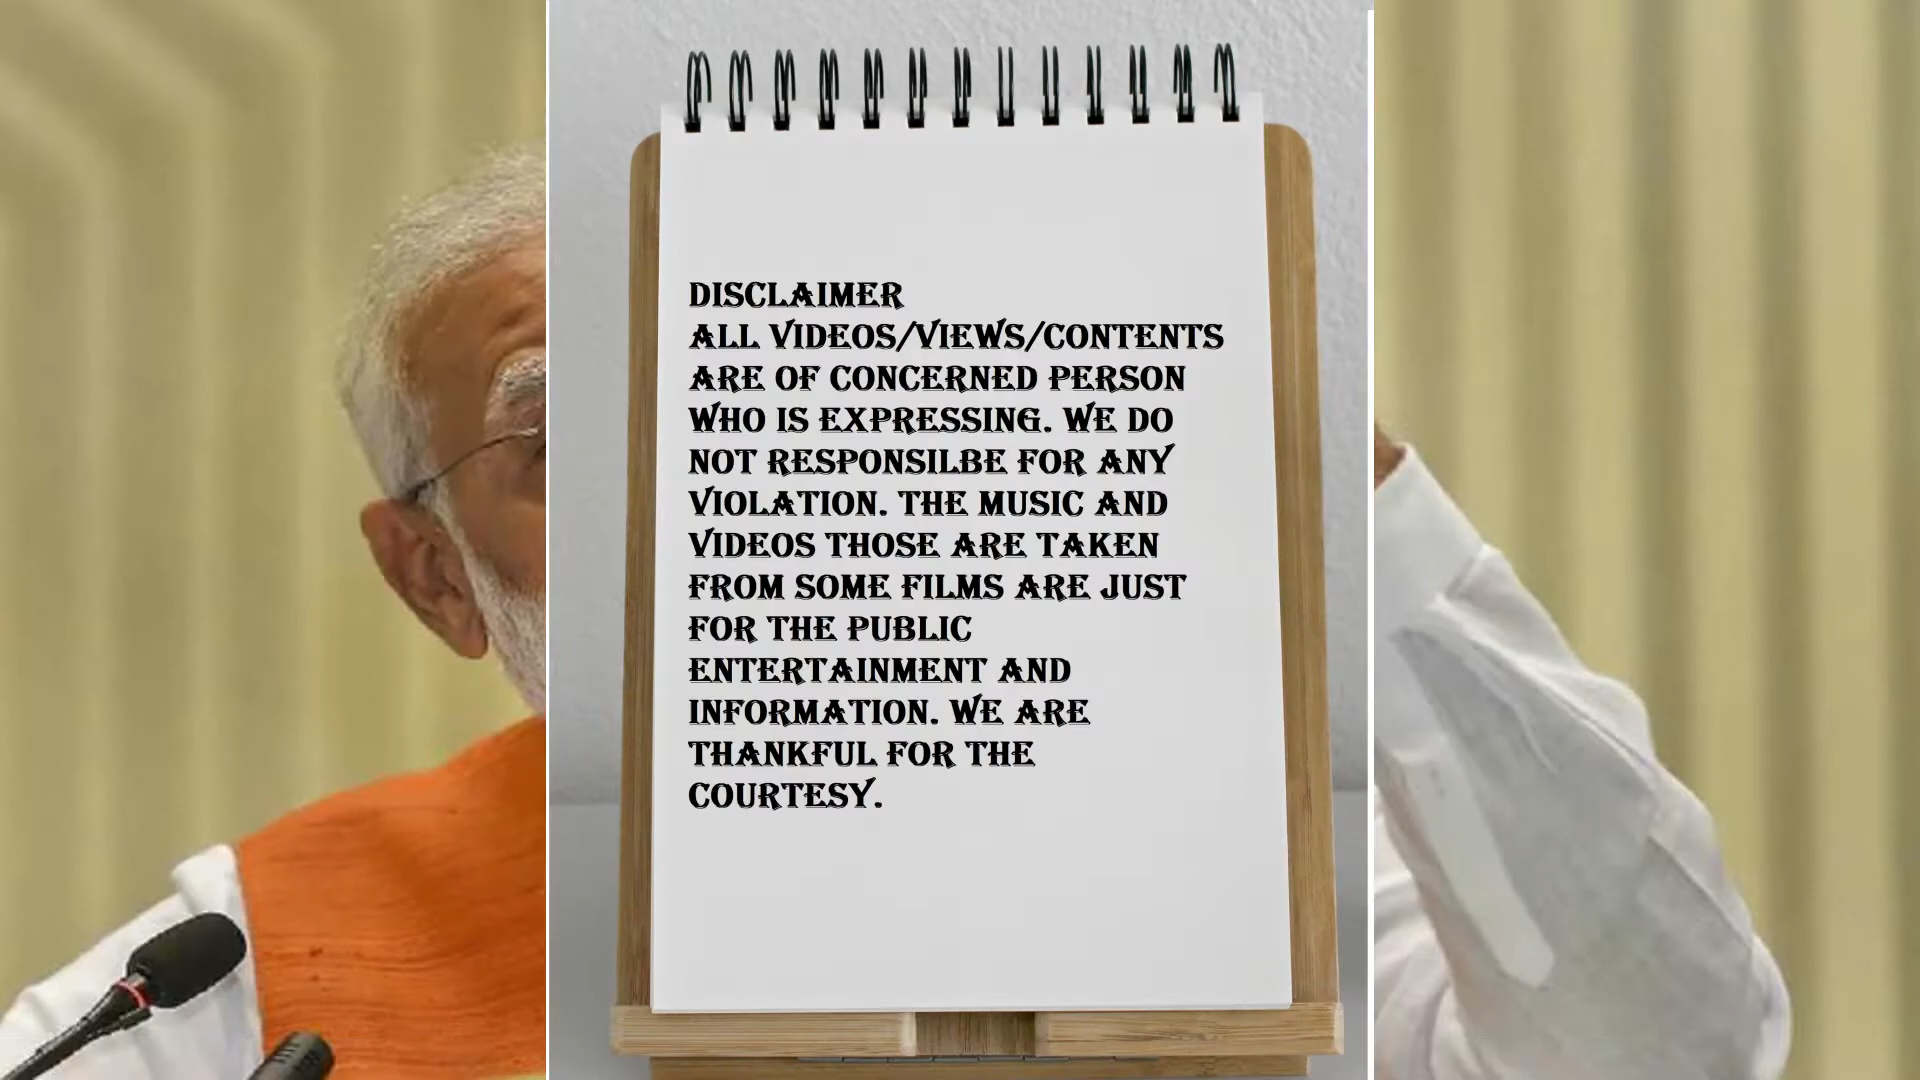 DISCLAIMER
ALL VIDEOS/VIEWS/CONTENTS
ARE OF CONCERNED PERSON
WHO IS EXPRESSING. WE DO
NOT RESPONSILBE FOR ANY
VIOLATION. THE MUSIC AND
VIDEOS THOSE ARE TAKEN
FROM SOME FILMS ARE JUST
FOR THE PUBLIC
ENTERTAINMENT AND
INFORMATION. WE ARE
THANKFUL FOR THE
COURTESY.